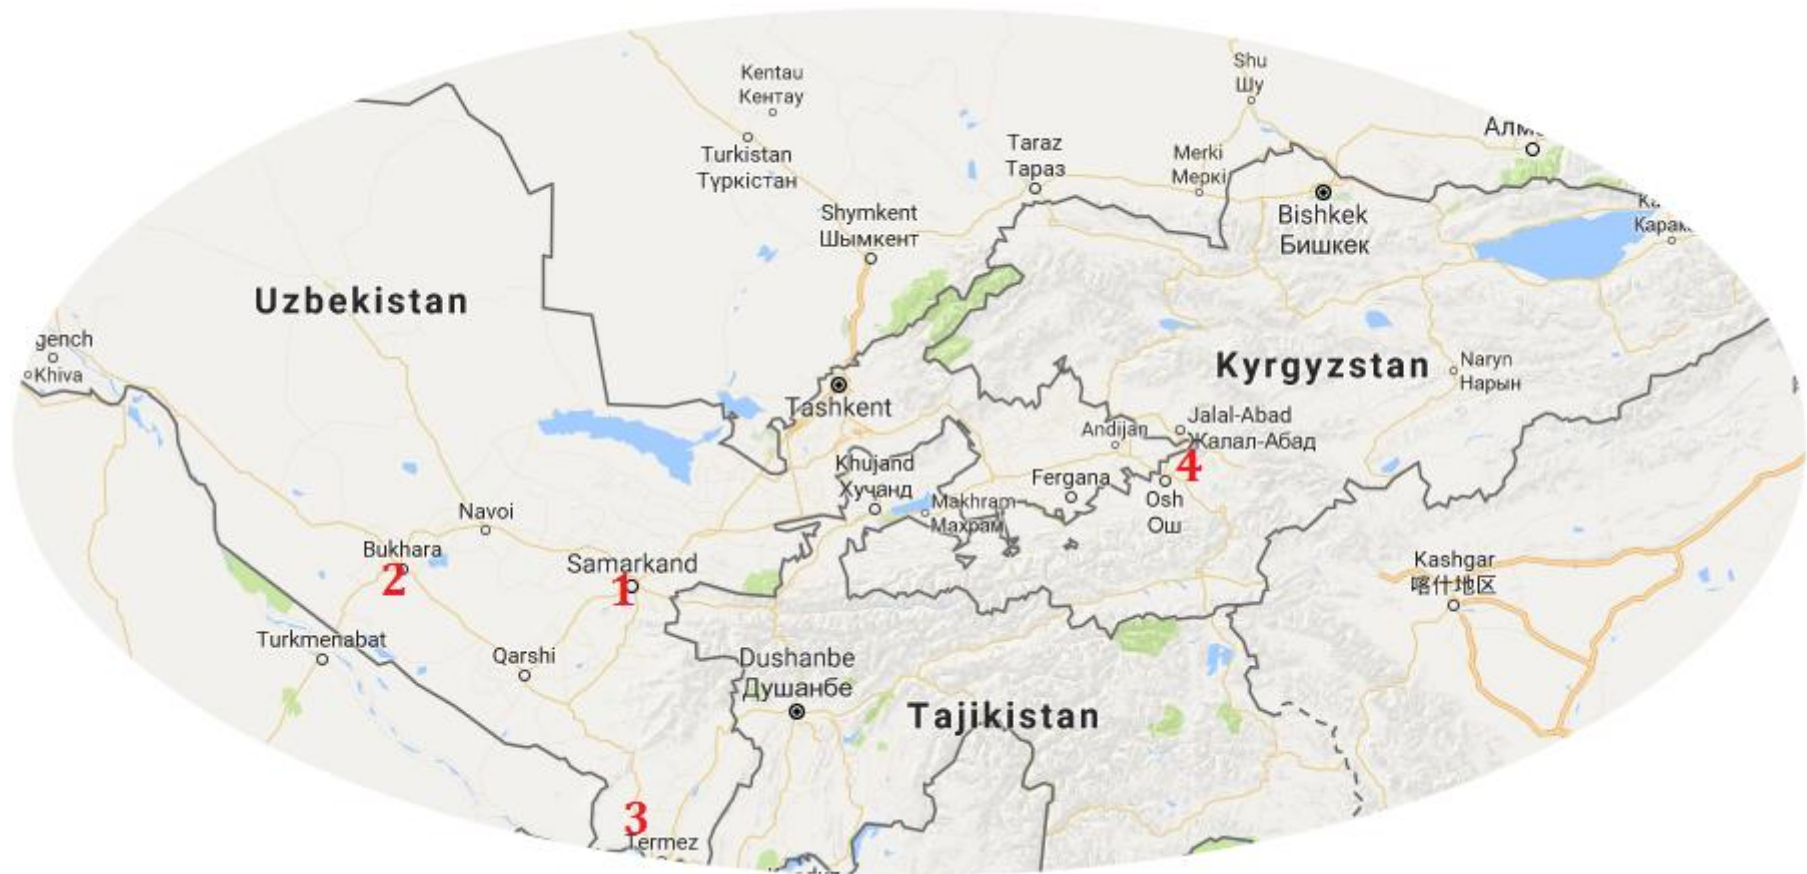 Shu
Шу
Kentau
Кентау
Taraz
Тараз
Merki
Меркі
Turkistan
Түркістан
Shymkent
Шымкент
Bishkek
Бишкек
Uzbekistan
Khiva
Tashkent
Kyrgyzstan
Naryn
Нарын
Jalal-Abad
Жалал-Абад
Andijan
4
Khujand
Хучанд
Fergana
Osh
Ош
Makhram
Махрам
Navoi
Bukhara
2
Samarkand
1
Kashgar
喀什地区
Turkmenabat
Qarshi
Dushanbe
Душанбе
Tajikistan
3
Termez